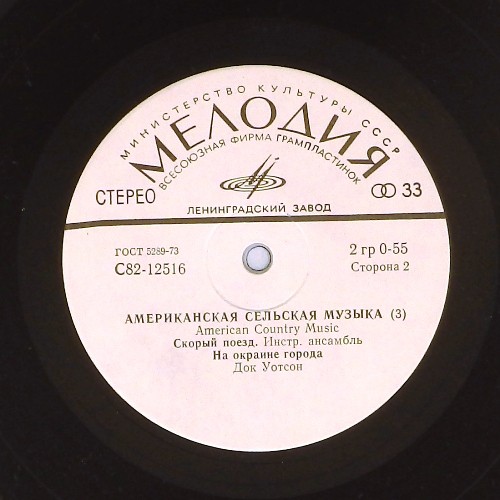 МИНИСТЕРСТВО КУЛЬТУРЫ СССР
МЕЛОДИЯ
ВСЕСОЮЗНАЯ ФИРМА ГРАМПЛАСТИНОК
СТЕРЕО
33
ЛЕНИНГРАДСКИЙ ЗАВОД
ГОСТ 5289-73
2 гр 0-55
С82-12516
Сторона 2
АМЕРИКАНСКАЯ СЕЛЬСКАЯ МУЗЫКА (3)
American Country Music
Скорый поезд. Инстр. ансамбль
На окраине города
Док Уотсон